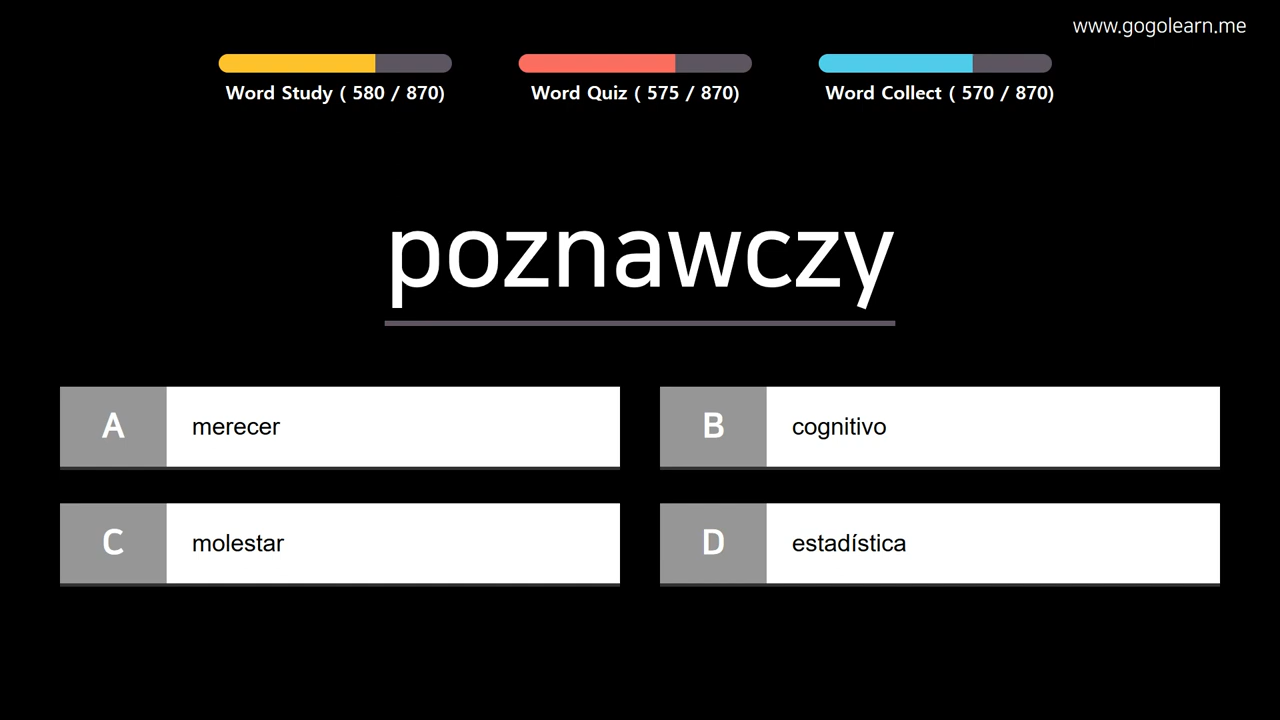 www.gogolearn.me
Word Study ( 580 / 870)
Word Quiz ( 575 / 870)
Word Collect ( 570 / 870)
poznawczy
A
merecer
B
cognitivo
C
molestar
D
estadística